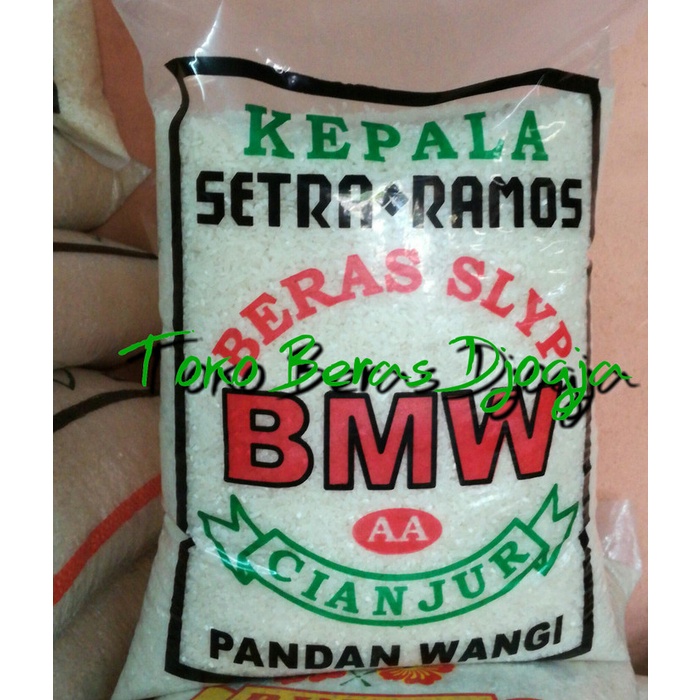 KEPALA
SETRA RAMOS
BERAS SLYP
Toko Beras Djogja
BMW
AA
CIANJUR
PANDAN WANGI